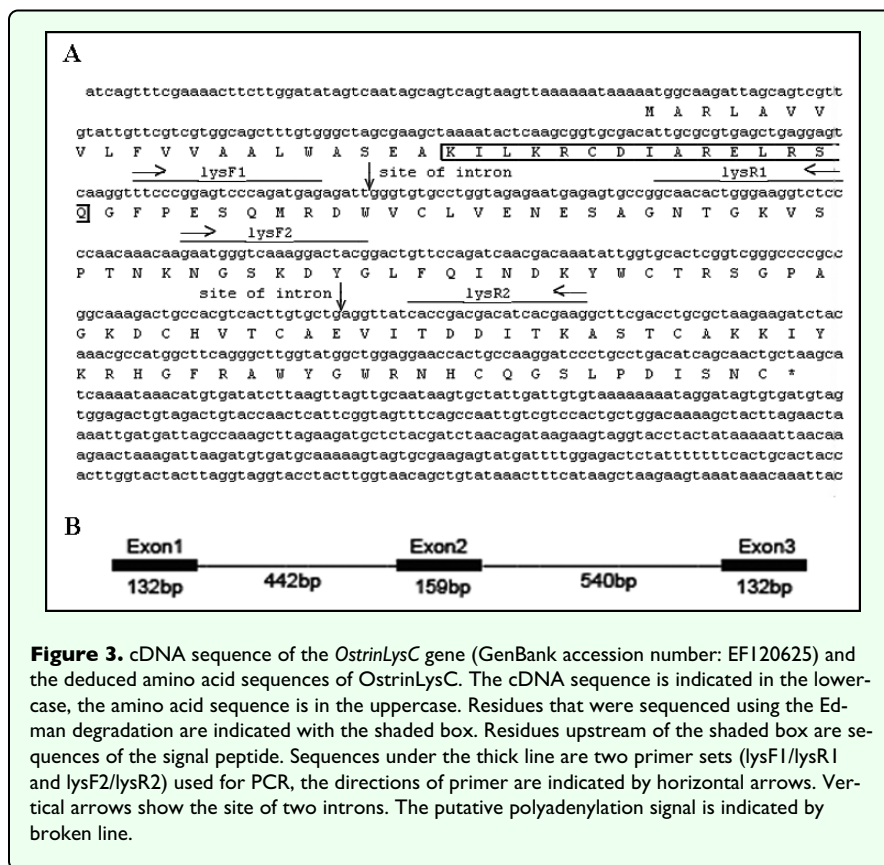 A
atcagtttcgaaaacttcttggatatagtcaatagcagtcagtaagttaaaaaataaaaaatggcaagattagcagtcgtt
M A R L A V V
gtattgttcgtcgtggcagctttgtgggctagcgaagctaaaatactcaagcggtgcgacattgcgcgtgagctgaggagt
V L F V V A A L W A S E A K I L K R C D I A R E L R S
lysF1 site of intron lysR1
caaggtttcccggagtcccagatgagagattgggtgtgcctggtagagaatgagagtgccggcaacactgggaaggtctcc
Q G F P E S Q M R D W V C L V E N E S A G N T G K V S
lysF2
ccaacaaacaagaatgggtcaaaggactacggactgttccagatcaacgacaaatattggtgcactcggtcgggccccgcc
P T N K N G S K D Y G L F Q I N D K Y W C T R S G P A
site of intron lysR2
ggcaaagactgccacgtcacttgtgctgaggttatcaccgacgacatcacgaaggcttcgacctgcgctaagaagatctac
G K D C H V T C A E V I T D D I T K A S T C A K K I Y
aaacgccatggcttcagggcttggtatggctggaggaaccactgccaaggatccctgcctgacatcagcaactgctaagca
K R H G F R A W Y G W R N H C Q G S L P D I S N C *
tcaaaataaacatgtgtgatatcttaagttagttgcaataagtgctattgattgtgtaaaaaaaataggatagtgtgatgtag
tggagactgtagactgtaccaactcattcggtagtttcagccaattgtcgtccactgctggacaaaagctacttagaacta
aaattgatgattagccaaagcttagaagatgctctacgatctaacagataagaagtaggtacctactataaaaattaacaa
agaactaaagattagatgtgatgcaaaaagtagtgcgaagagtatgattttggagactctatttttttcactgcactacc
acttggtactacttaggtaggtacctacttggtaacagctgtataaactttcataagctaagaagtaaataaacaaattac
B
Exon1 Exon2 Exon3
132bp 442bp 159bp 540bp 132bp
Figure 3. cDNA sequence of the OstrinLysC gene (GenBank accession number: EF120625) and
the deduced amino acid sequences of OstrinLysC. The cDNA sequence is indicated in the lower-
case, the amino acid sequence is in the uppercase. Residues that were sequenced using the Ed-
man degradation are indicated with the shaded box. Residues upstream of the shaded box are se-
quences of the signal peptide. Sequences under the thick line are two primer sets (lysF1/lysR1
and lysF2/lysR2) used for PCR, the directions of primer are indicated by horizontal arrows. Ver-
tical arrows show the site of two introns. The putative polyadenylation signal is indicated by
broken line.